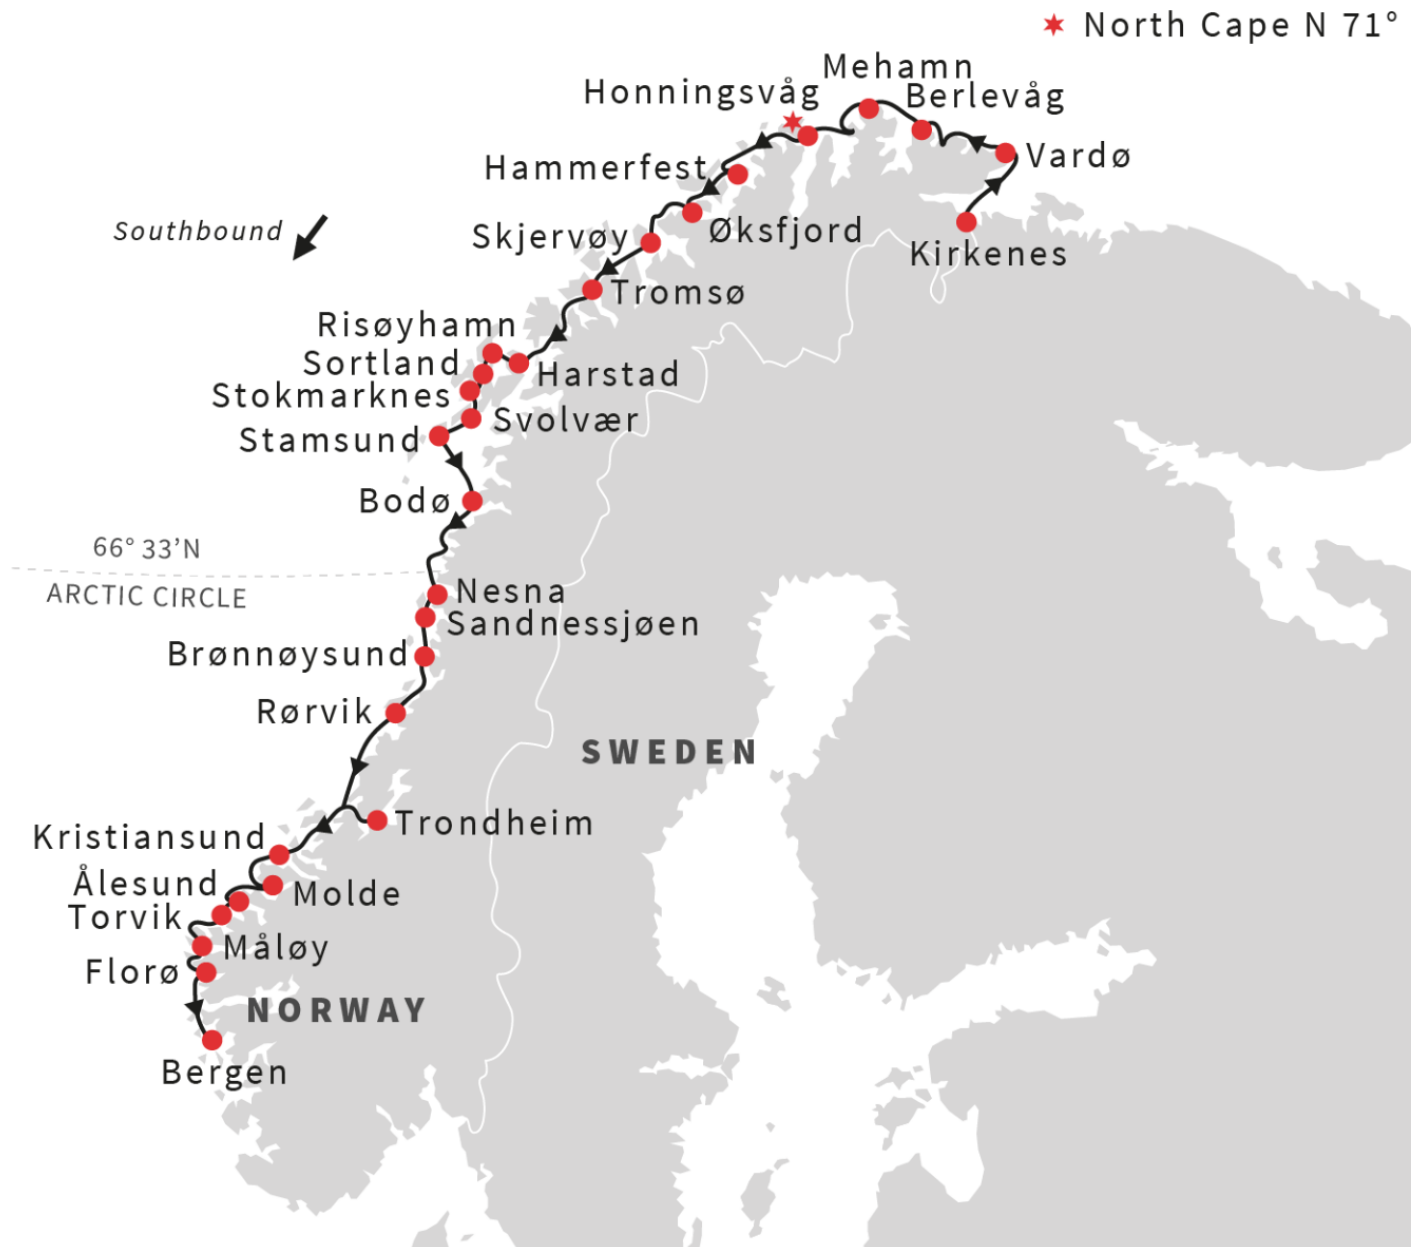 North Cape N 71°
Mehamn
Honningsvåg
Berlevåg
Vardø
Hammerfest
Southbound
Skjervøy
Øksfjord
Kirkenes
Tromsø
Risøyhamn
Sortland
Harstad
Stokmarknes
Svolvær
Stamsund
Bodø
66° 33’N
ARCTIC CIRCLE
Nesna
Sandnessjøen
Brønnøysund
Rørvik
SWEDEN
Trondheim
Kristiansund
Ålesund
Molde
Torvik
Måløy
Florø
NORWAY
Bergen